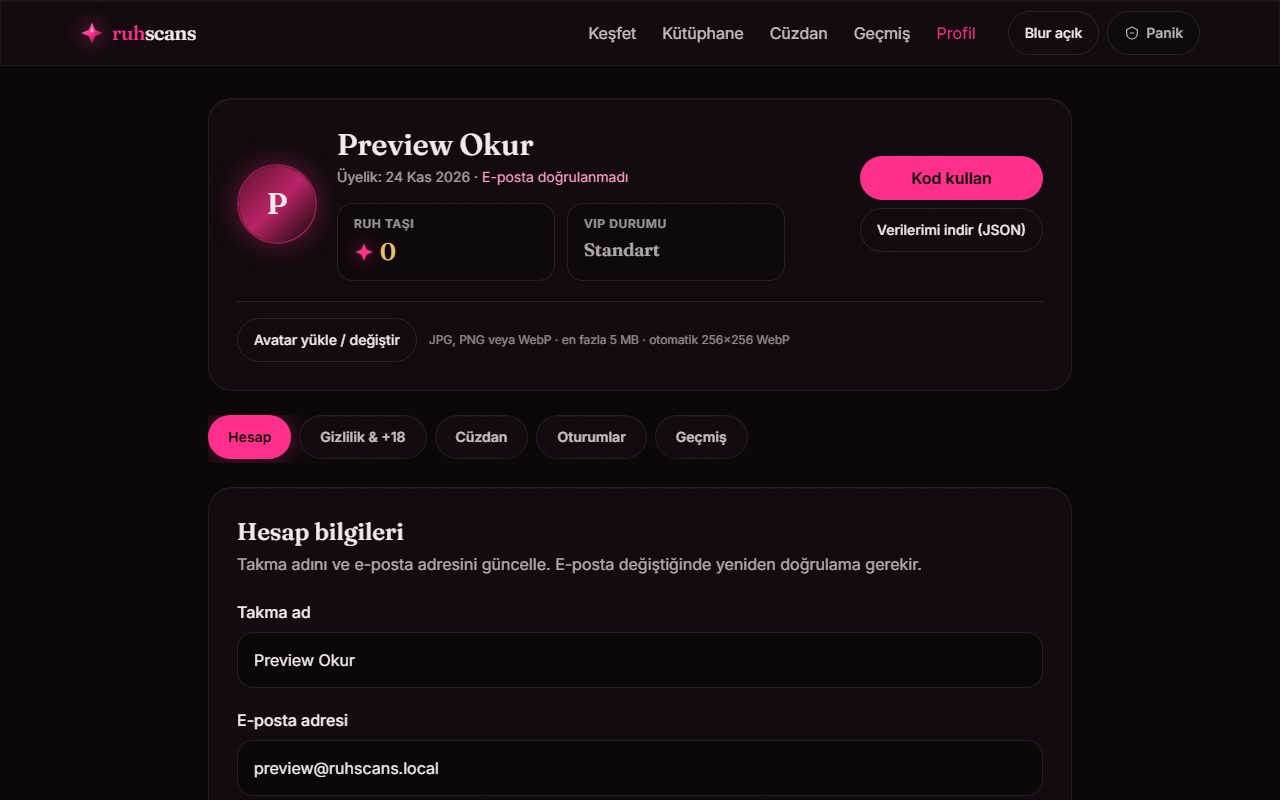 ruhscans
Keşfet
Kütüphane
Cüzdan
Geçmiş
Profil
Blur açık
Panik
P
Preview Okur
Üyelik: 24 Kas 2026 · E-posta doğrulanmadı
RUH TAŞI
0
VIP DURUMU
Standart
Kod kullan
Verilerimi indir (JSON)
Avatar yükle / değiştir
JPG, PNG veya WebP · en fazla 5 MB · otomatik 256×256 WebP
Hesap
Gizlilik & +18
Cüzdan
Oturumlar
Geçmiş
Hesap bilgileri
Takma adını ve e-posta adresini güncelle. E-posta değiştiğinde yeniden doğrulama gerekir.
Takma ad
Preview Okur
E-posta adresi
preview@ruhscans.local